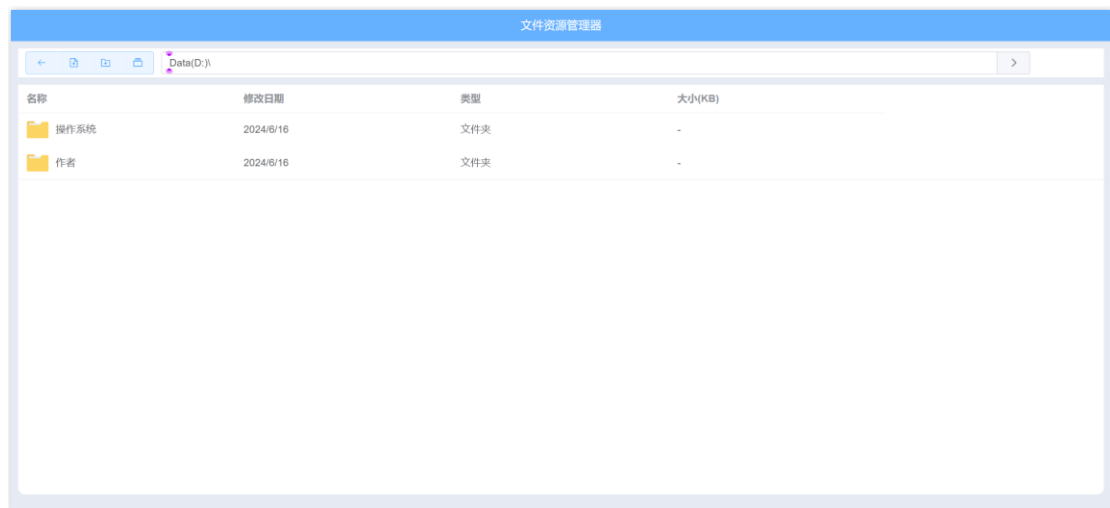 文件资源管理器
Data(D:)\
名称 修改日期 类型 大小(KB)
操作系统 2024/6/16 文件夹 -
作者 2024/6/16 文件夹 -